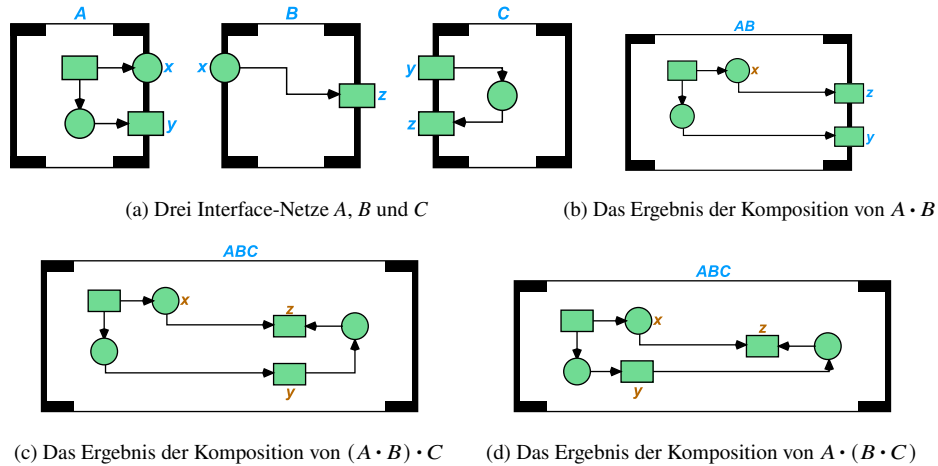 A B C
x x y
y z z
(a) Drei Interface-Netze A, B und C
AB
x
z
y
(b) Das Ergebnis der Komposition von A • B
ABC
x
z
y
(c) Das Ergebnis der Komposition von (A • B) • C
ABC
x
z
y
(d) Das Ergebnis der Komposition von A • (B • C)